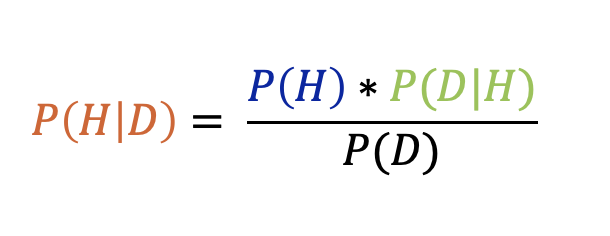 P(H|D) = P(H) * P(D|H)
P(D)